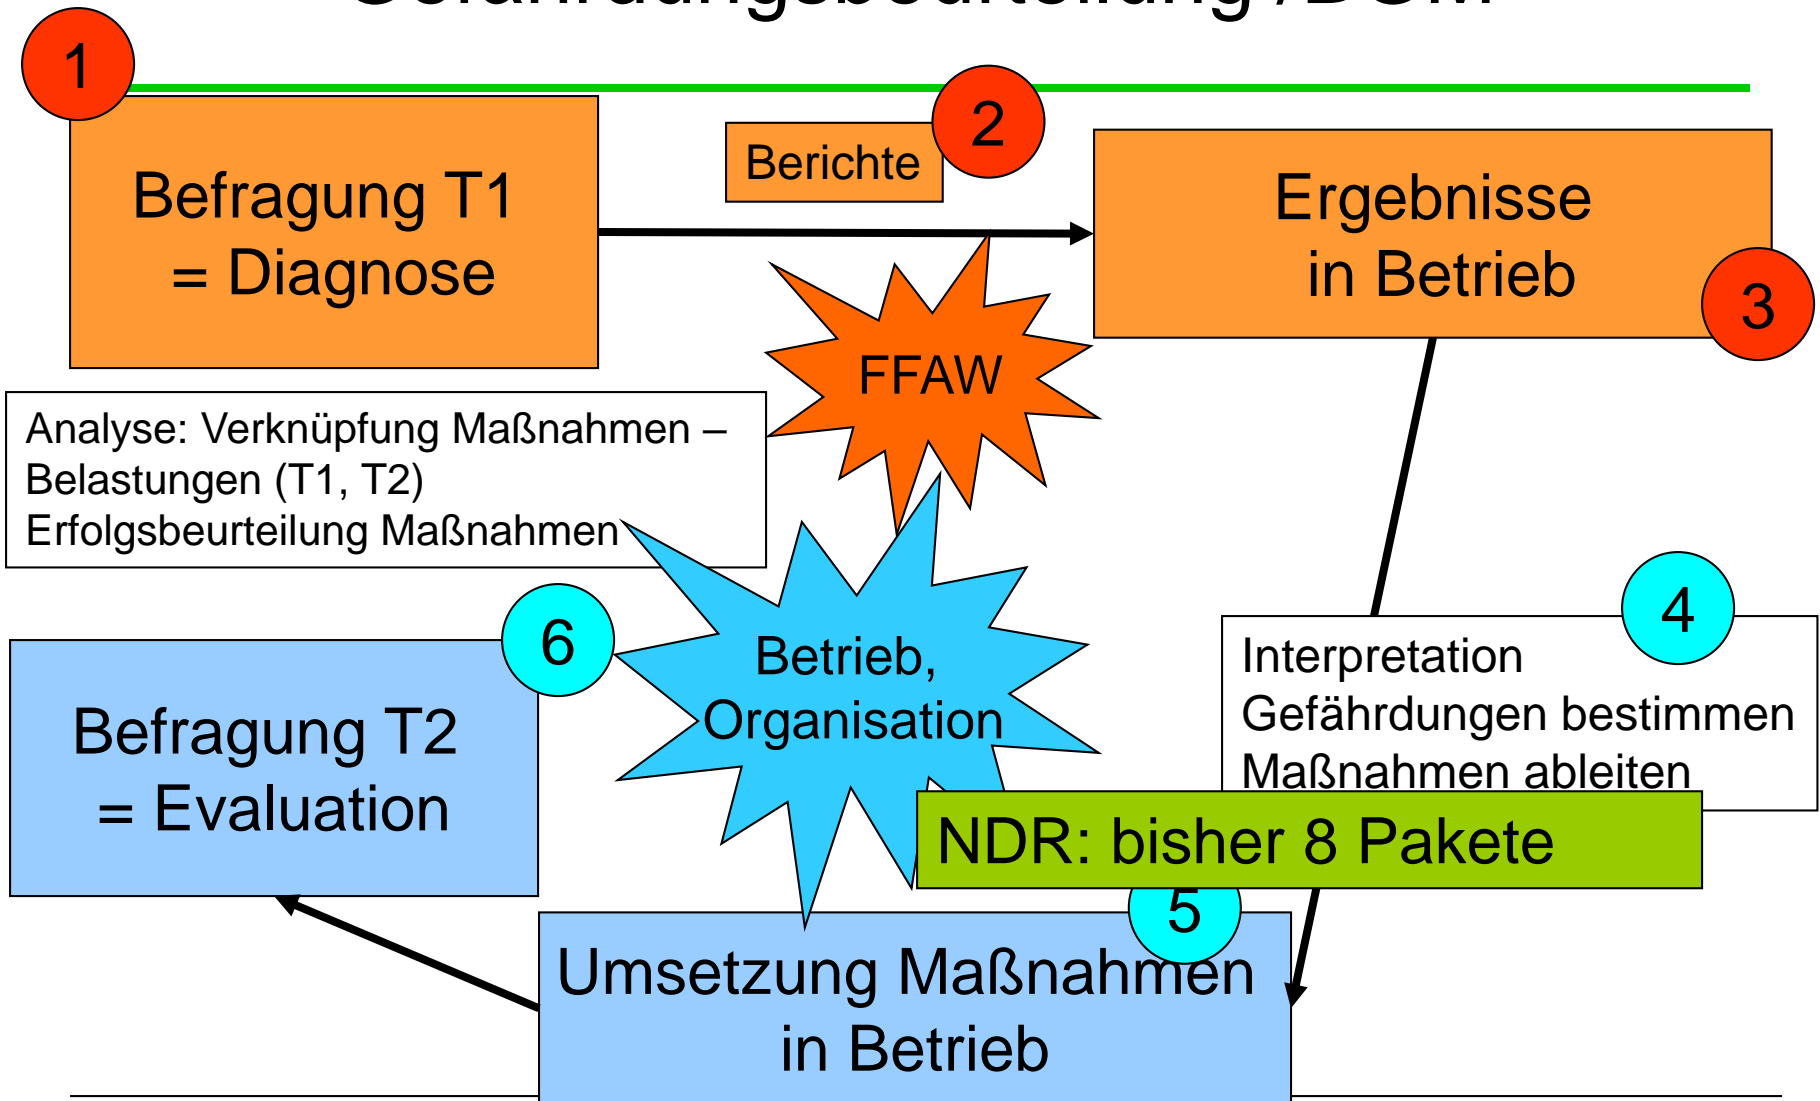 Gefährdungsbeurteilung /BGM
1
2
Berichte
Befragung T1
= Diagnose
Ergebnisse
in Betrieb
3
FFAW
Analyse: Verknüpfung Maßnahmen –
Belastungen (T1, T2)
Erfolgsbeurteilung Maßnahmen
4
6
Betrieb,
Organisation
Interpretation
Gefährdungen bestimmen
Maßnahmen ableiten
Befragung T2
= Evaluation
NDR: bisher 8 Pakete
5
Umsetzung Maßnahmen
in Betrieb